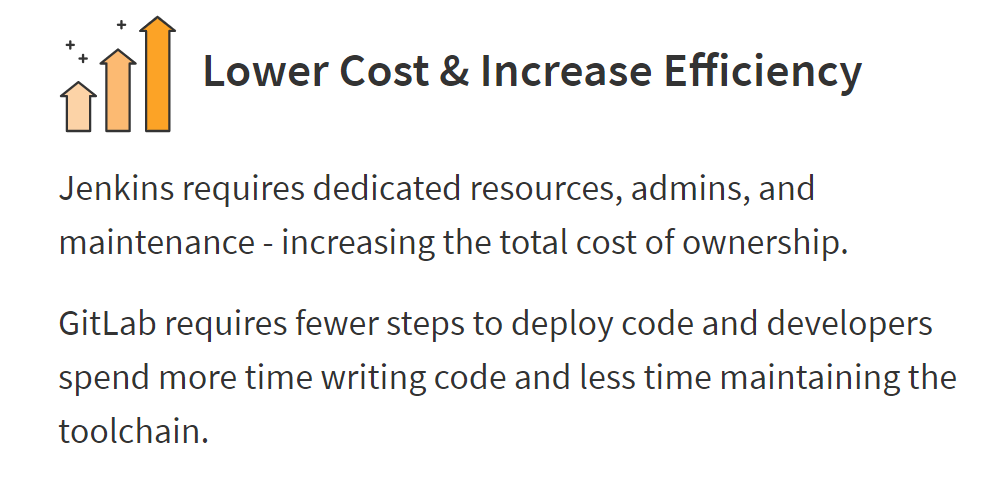 Lower Cost & Increase Efficiency
Jenkins requires dedicated resources, admins, and
maintenance - increasing the total cost of ownership.
GitLab requires fewer steps to deploy code and developers
spend more time writing code and less time maintaining the
toolchain.